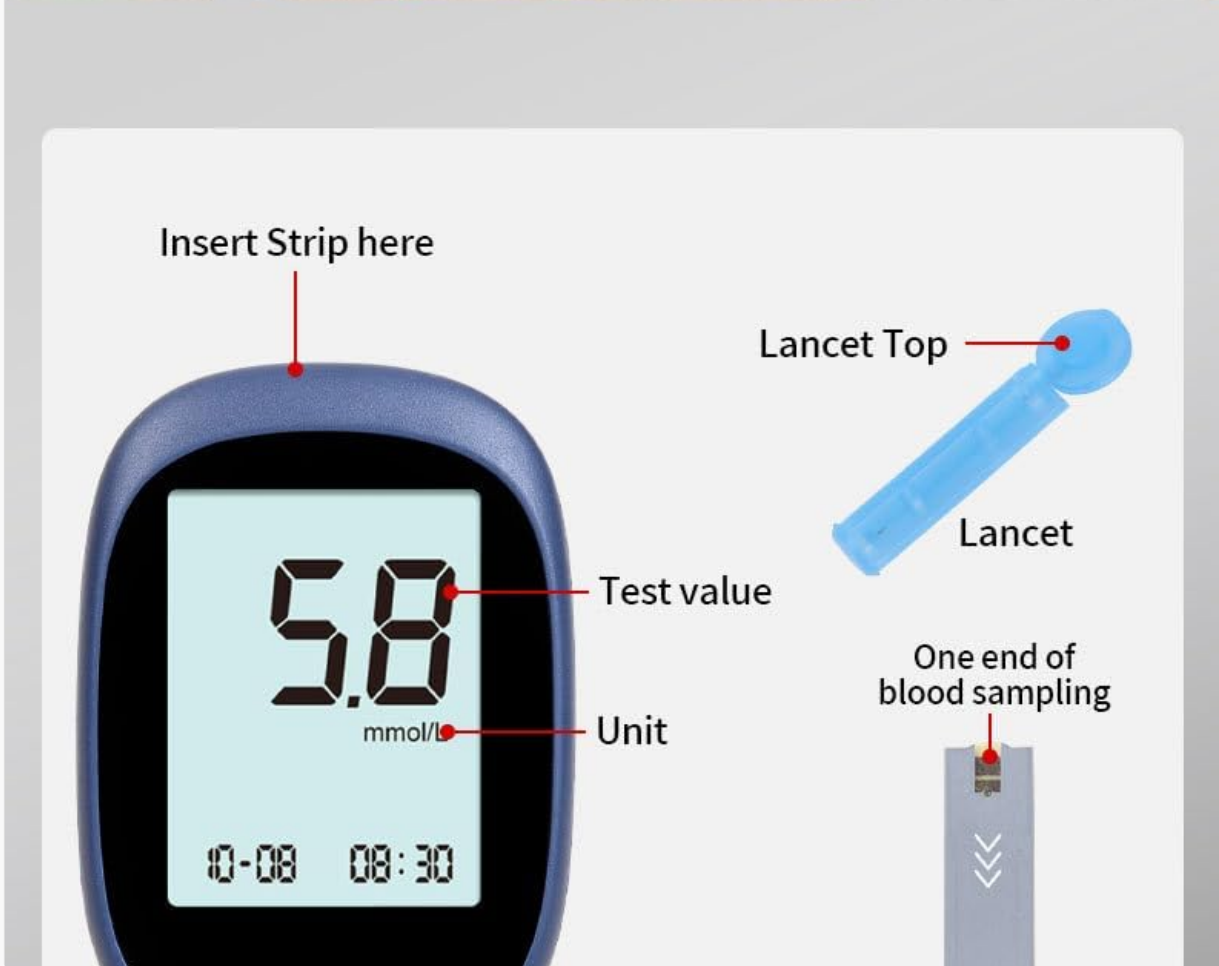 Insert Strip here
Lancet Top
Lancet
5.8
Test value
One end of
blood sampling
mmol/L
Unit
10-08 08:30